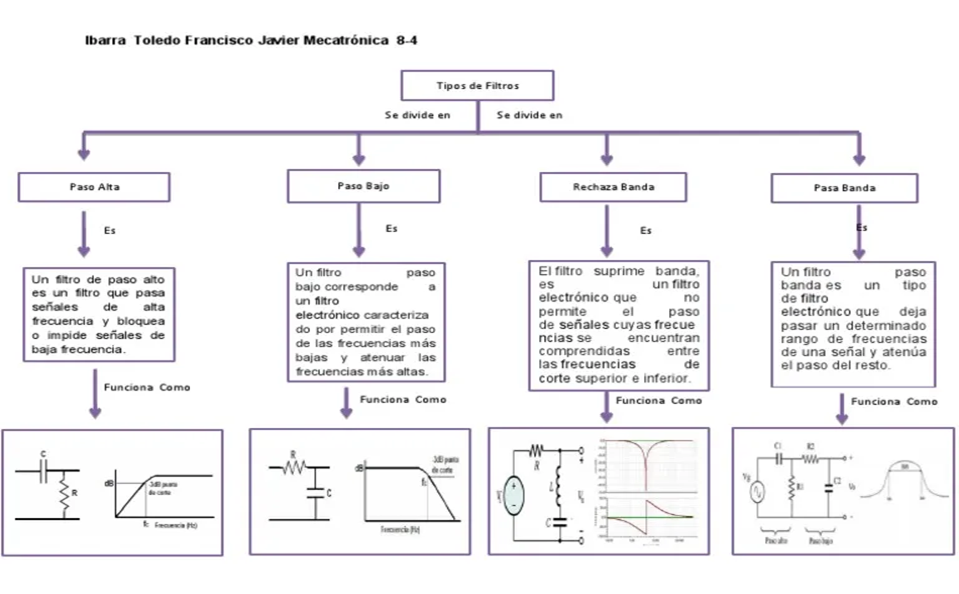 Ibarra Toledo Francisco Javier Mecatrónica 8-4
Tipos de Filtros
Se divide en
Se divide en
Paso Alta
Paso Bajo
Rechaza Banda
Pasa Banda
Es
Es
Es
Es
Un filtro de paso alto
es un filtro que pasa
señales de alta
frecuencia y bloquea
o impide señales de
baja frecuencia.
Un filtro paso
bajo corresponde a
un filtro
electrónico caracteriza
do por permitir el paso
de las frecuencias más
bajas y atenuar las
frecuencias más altas.
El filtro suprime banda,
es un filtro
electrónico que no
permite el paso
de señales cuyas frecue
ncias se encuentran
comprendidas entre
las frecuencias de
corte superior e inferior.
Un filtro paso
banda es un tipo
de filtro
electrónico que deja
pasar un determinado
rango de frecuencias
de una señal y atenúa
el paso del resto.
Funciona Como
Funciona Como
Funciona Como
Funciona Como
C
R
dB
-3dB punto
de corte
fc Frecuencia (Hz)
R
C
dB
-3dB punto
de corte
fc
Frecuencia (Hz)
R
L
C
C1
R2
R1
C2
Vo
Paso alto
Paso bajo